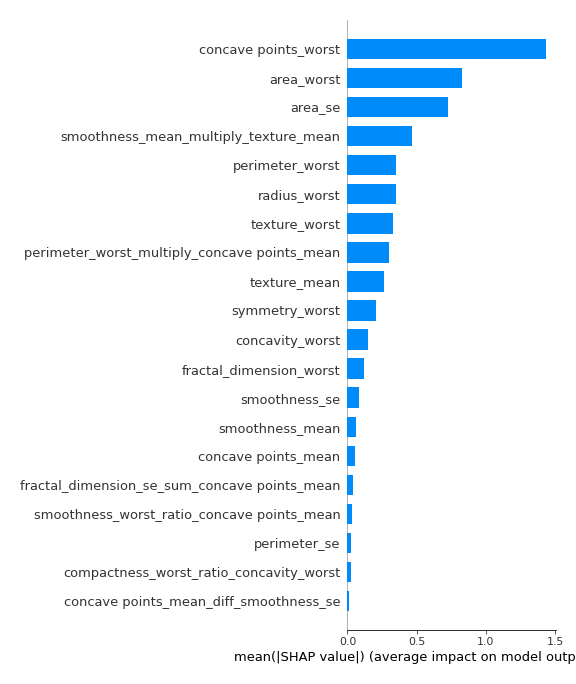 concave points_worst
area_worst
area_se
smoothness_mean_multiply_texture_mean
perimeter_worst
radius_worst
texture_worst
perimeter_worst_multiply_concave points_mean
texture_mean
symmetry_worst
concavity_worst
fractal_dimension_worst
smoothness_se
smoothness_mean
concave points_mean
fractal_dimension_se_sum_concave points_mean
smoothness_worst_ratio_concave points_mean
perimeter_se
compactness_worst_ratio_concavity_worst
concave points_mean_diff_smoothness_se
0.0 0.5 1.0 1.5
mean(|SHAP value|) (average impact on model outp